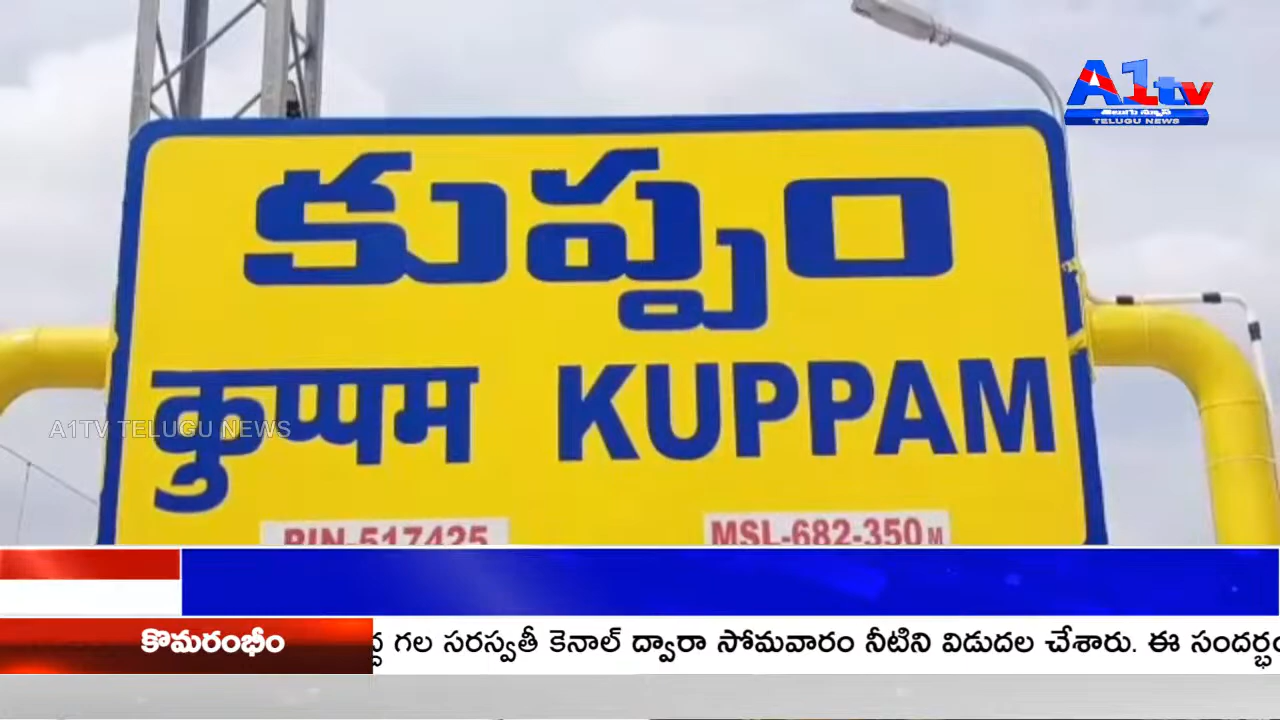 A1tv
తెలుగు న్యూస్
TELUGU NEWS
కుప్పం
कुप्पम KUPPAM
A1TV TELUGU NEWS
PIN-517425 MSL-682-350M
కొమరంభీం
గల సరస్వతీ కెనాల్ ద్వారా సోమవారం నీటిని విడుదల చేశారు. ఈ సందర్భం